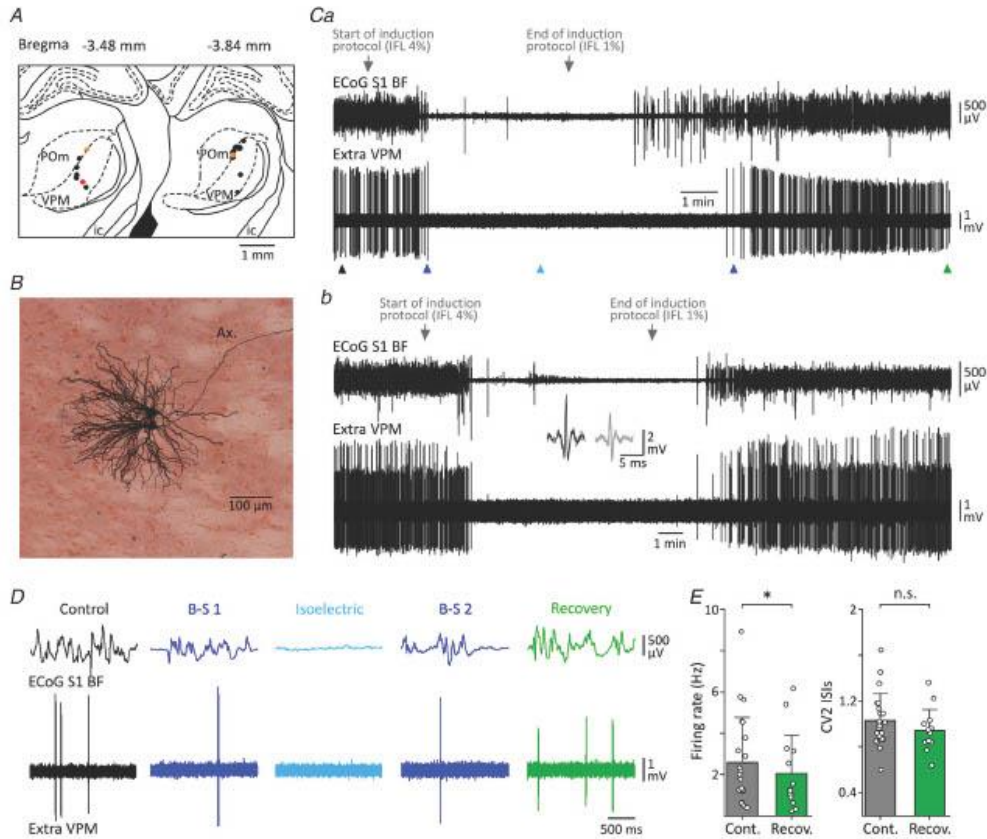 A
Bregma -3.48 mm -3.84 mm
POm
VPM
ic
POm
VPM
ic
1 mm
B
Ax.
100 µm
Ca
Start of induction
protocol (IFL 4%)
End of induction
protocol (IFL 1%)
ECoG S1 BF
500
µV
Extra VPM
1 min
1
mV
b
Start of induction
protocol (IFL 4%)
End of induction
protocol (IFL 1%)
ECoG S1 BF
500
µV
Extra VPM
2
mV
5 ms
1
mV
1 min
D
Control B-S 1 Isoelectric B-S 2 Recovery
500
µV
ECoG S1 BF
1
mV
Extra VPM
500 ms
E
*
10
6
2
Firing rate (Hz)
Cont. Recov.
n.s.
2
1.2
0.4
CV2 ISIs
Cont. Recov.